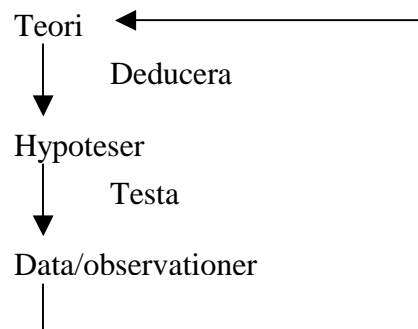 Teori
Deducera
Hypoteser
Testa
Data/observationer